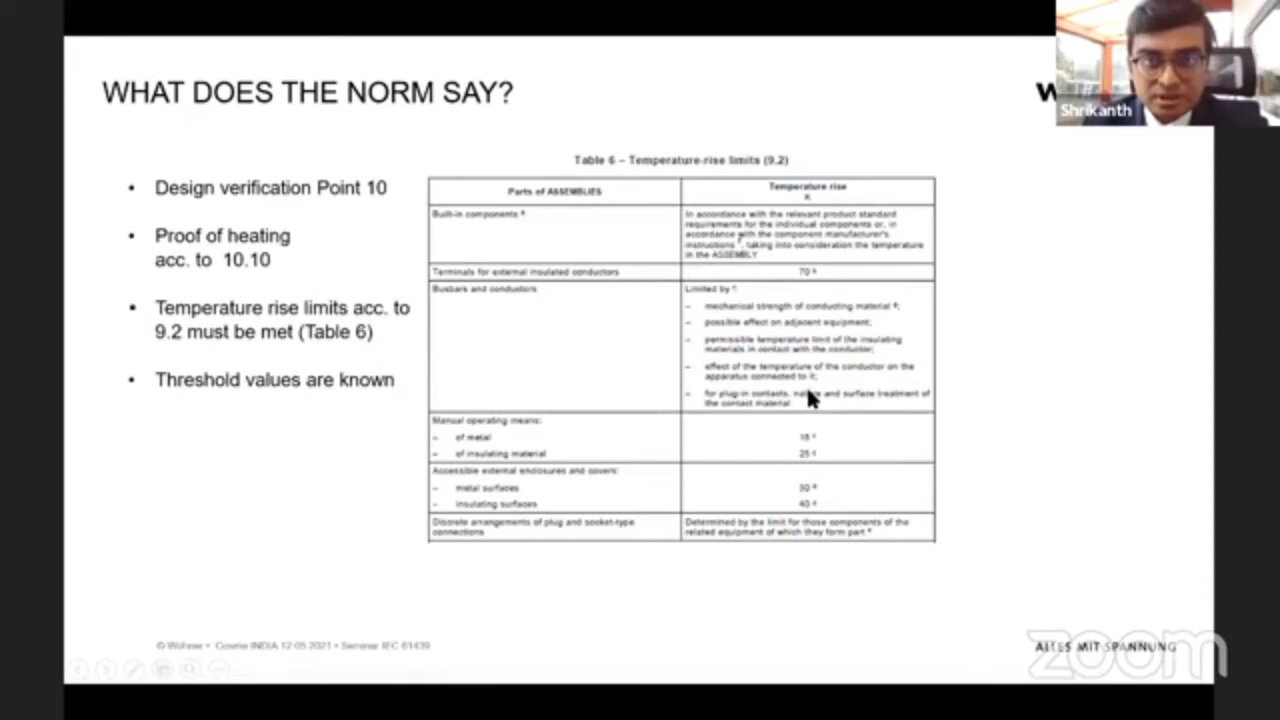 WHAT DOES THE NORM SAY?
W
Shrikanth
• Design verification Point 10
• Proof of heating
acc. to 10.10
• Temperature rise limits acc. to
9.2 must be met (Table 6)
• Threshold values are known
Table 6 – Temperature-rise limits (9.2)
Parts of ASSEMBLIES
Temperature rise
K
Built-in components
In accordance with the relevant product standard
requirements for the individual components or, in
accordance with the component manufacturer's
instructions, taking into consideration the temperature
in the ASSEMBLY
Terminals for external insulated conductors
70
Busbars and conductors
Limited by
– mechanical strength of conducting material
– possible effect on adjacent equipment;
– permissible temperature limit of the insulating
materials in contact with the conductor;
– effect of the temperature of the conductor on the
apparatus connected to it;
– for plug-in contacts, and surface treatment of
the contact material
Manual operating means:
– of metal
15
– of insulating material
25
Accessible external enclosures and covers:
– metal surfaces
30
– insulating surfaces
40
Discrete arrangements of plug and socket-type
connections
Determined by the limit for those components of the
related equipment of which they form part
© Wöhner • Cosma INDIA 12.05.2021 • Seminar IEC 61439
ALLES MIT SPANNUNG
zoom